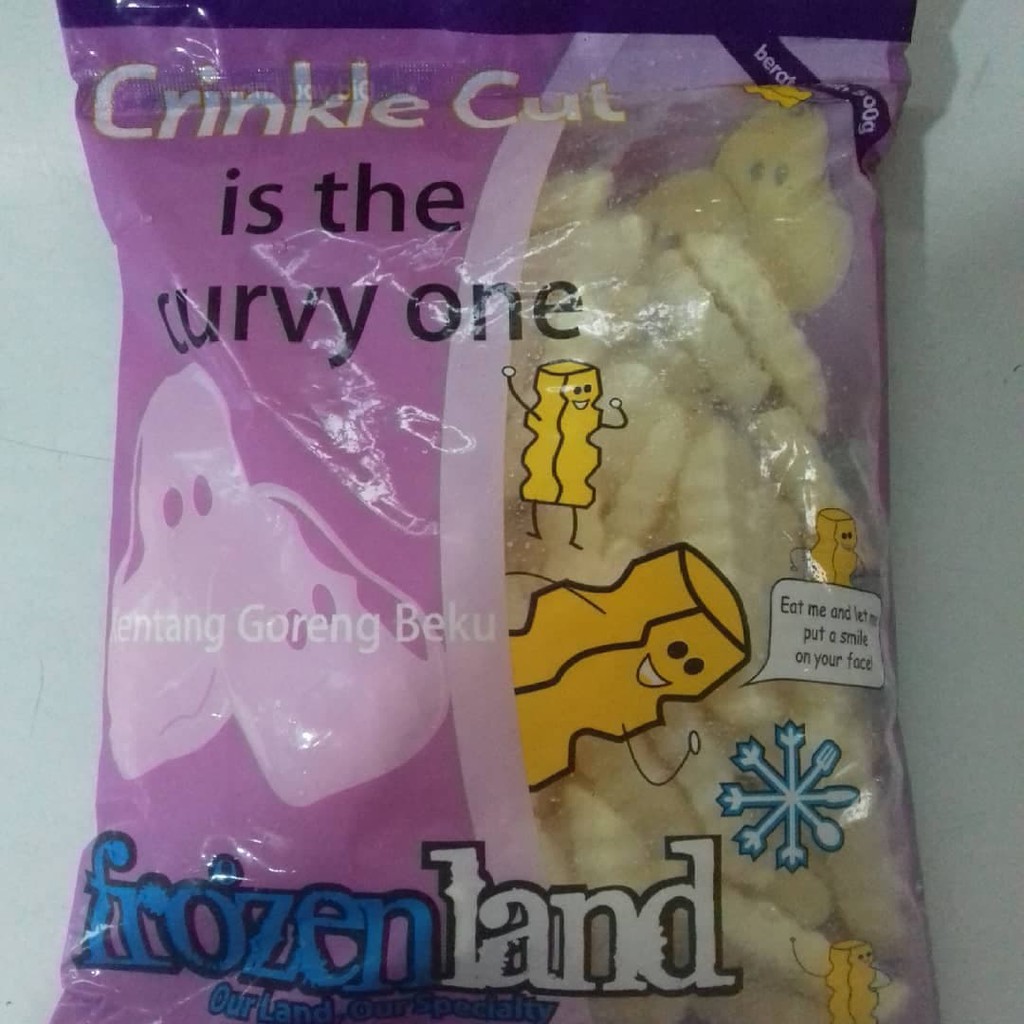 Crinkle Cut
is the
curvy one
Goreng Beku
Eat me and let me
put a smile
on your face!
frozenland
Our Land, Our Specialty